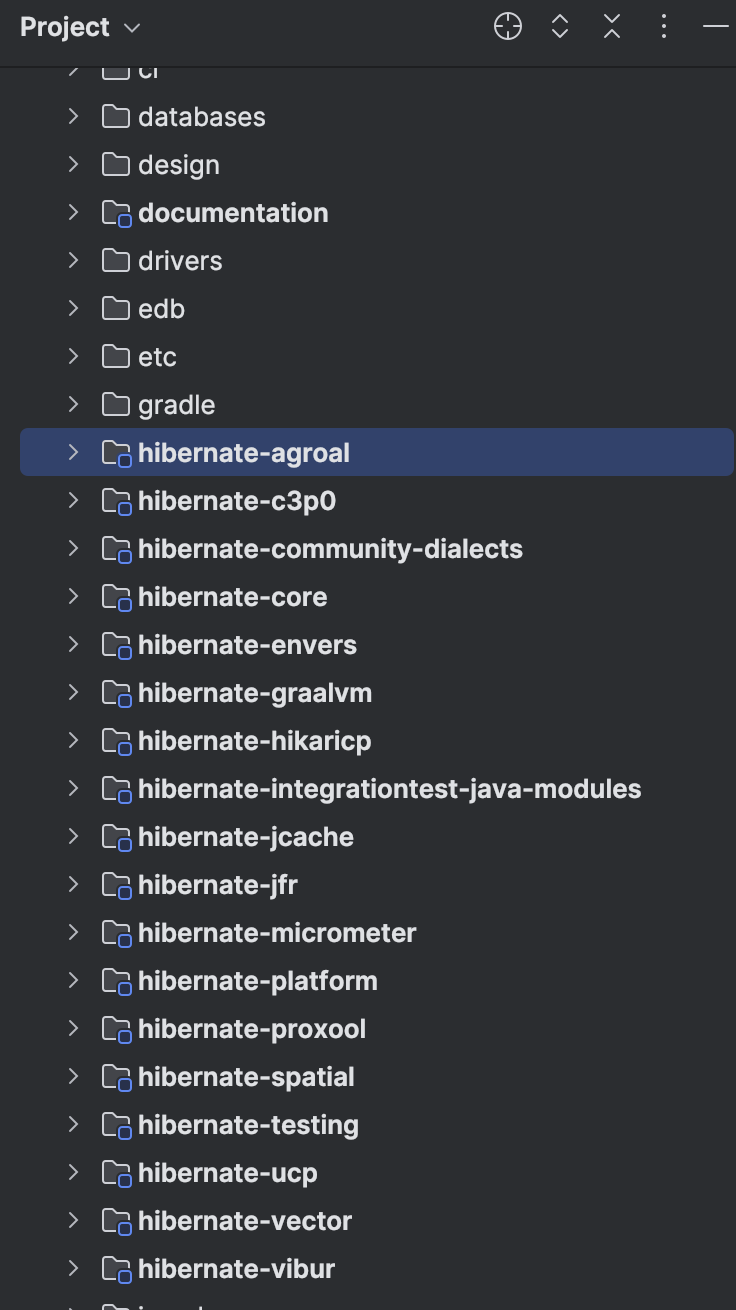 Project
ci
databases
design
documentation
drivers
edb
etc
gradle
hibernate-agroal
hibernate-c3p0
hibernate-community-dialects
hibernate-core
hibernate-envers
hibernate-graalvm
hibernate-hikaricp
hibernate-integrationtest-java-modules
hibernate-jcache
hibernate-jfr
hibernate-micrometer
hibernate-platform
hibernate-proxool
hibernate-spatial
hibernate-testing
hibernate-ucp
hibernate-vector
hibernate-vibur